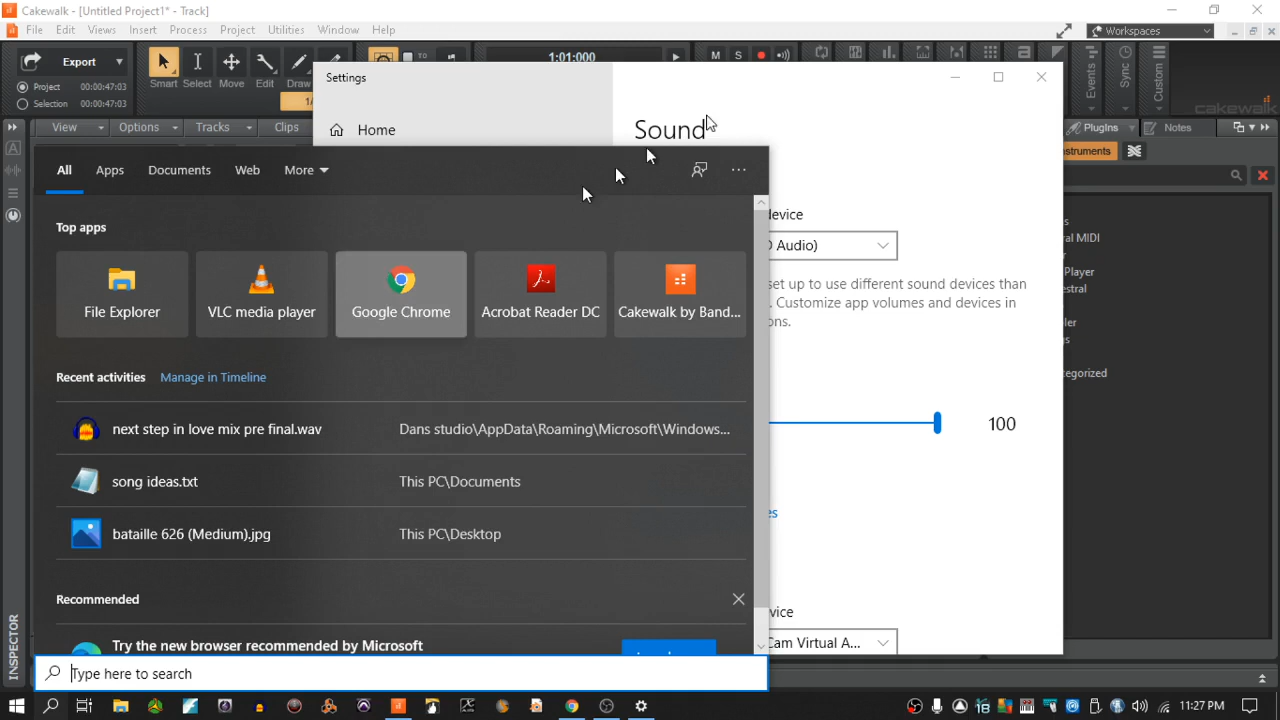 Cakewalk - [Untitled Project1* - Track]
File Edit Views Insert Process Project Utilities Window Help
Workspaces
Export
1:01:000
M S
Smart Select Move Edit Draw
Project 00:00:47:03
Selection 00:00:47:03
Events
Sync
Custom
cakewalk
Settings
View Options Tracks Clips
Home
Sound
PlugIns Notes
All Apps Documents Web More
Top apps
device
D Audio)
File Explorer VLC media player Google Chrome Acrobat Reader DC Cakewalk by Band...
set up to use different sound devices than
. Customize app volumes and devices in
ons.
al MIDI
Player
estral
egorized
Recent activities Manage in Timeline
next step in love mix pre final.wav Dans studio\AppData\Roaming\Microsoft\Windows...
100
song ideas.txt This PC\Documents
bataille 626 (Medium).jpg This PC\Desktop
Recommended
Try the new browser recommended by Microsoft
Cam Virtual A...
INSPECTOR
Type here to search
11:27 PM